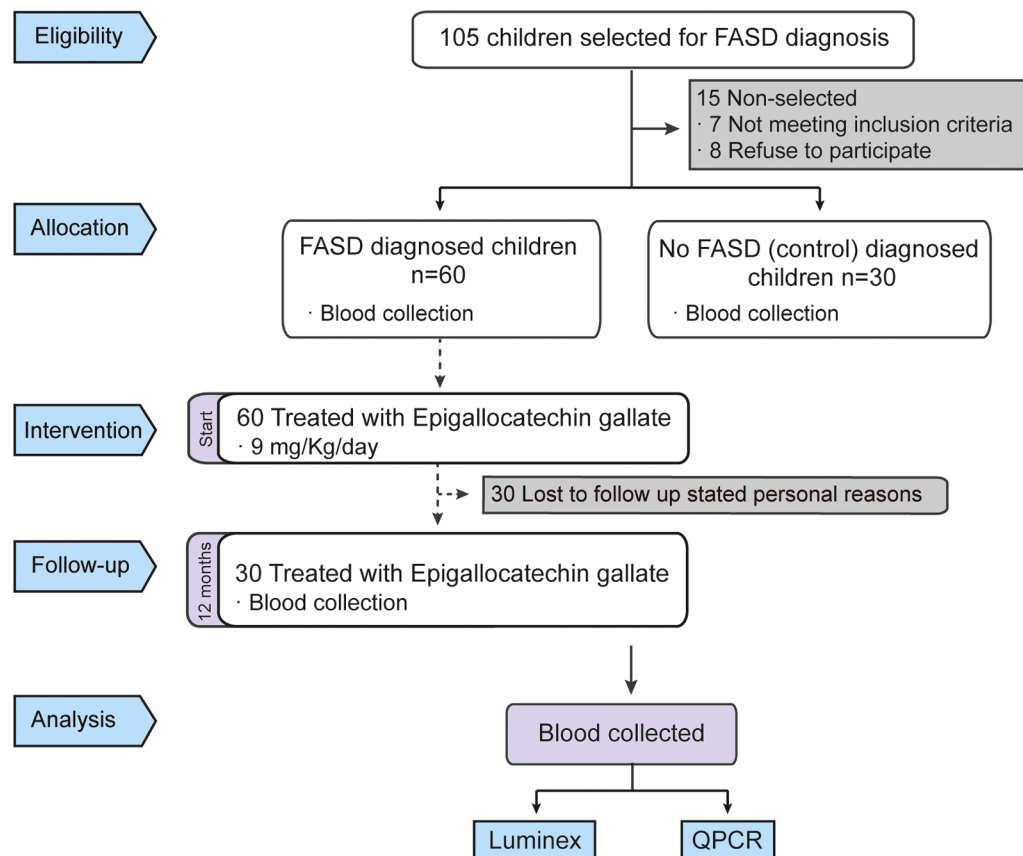 Eligibility
105 children selected for FASD diagnosis
15 Non-selected
· 7 Not meeting inclusion criteria
· 8 Refuse to participate
Allocation
FASD diagnosed children
n=60
· Blood collection
No FASD (control) diagnosed
children n=30
· Blood collection
Intervention
Start
60 Treated with Epigallocatechin gallate
· 9 mg/Kg/day
30 Lost to follow up stated personal reasons
Follow-up
12 months
30 Treated with Epigallocatechin gallate
· Blood collection
Analysis
Blood collected
Luminex
QPCR